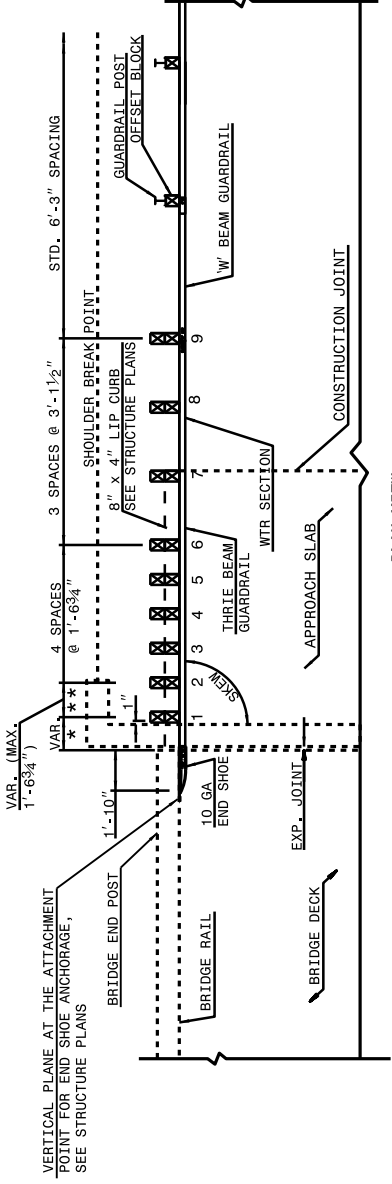 VERTICAL PLANE AT THE ATTACHMENT
POINT FOR END SHOE ANCHORAGE,
SEE STRUCTURE PLANS
VAR. (MAX.
1'-6¾")
VAR.
*
* *
4 SPACES
@ 1'-6¾"
3 SPACES @ 3'-1½"
STD. 6'-3" SPACING
SHOULDER BREAK POINT
1'-10"
1"
8" x 4" LIP CURB
SEE STRUCTURE PLANS
GUARDRAIL POST
OFFSET BLOCK
BRIDGE END POST
1
2
3
4
5
6
7
8
9
BRIDGE RAIL
10 GA
END SHOE
SKEW
THRIE BEAM
GUARDRAIL
WTR SECTION
'W' BEAM GUARDRAIL
EXP. JOINT
BRIDGE DECK
APPROACH SLAB
CONSTRUCTION JOINT